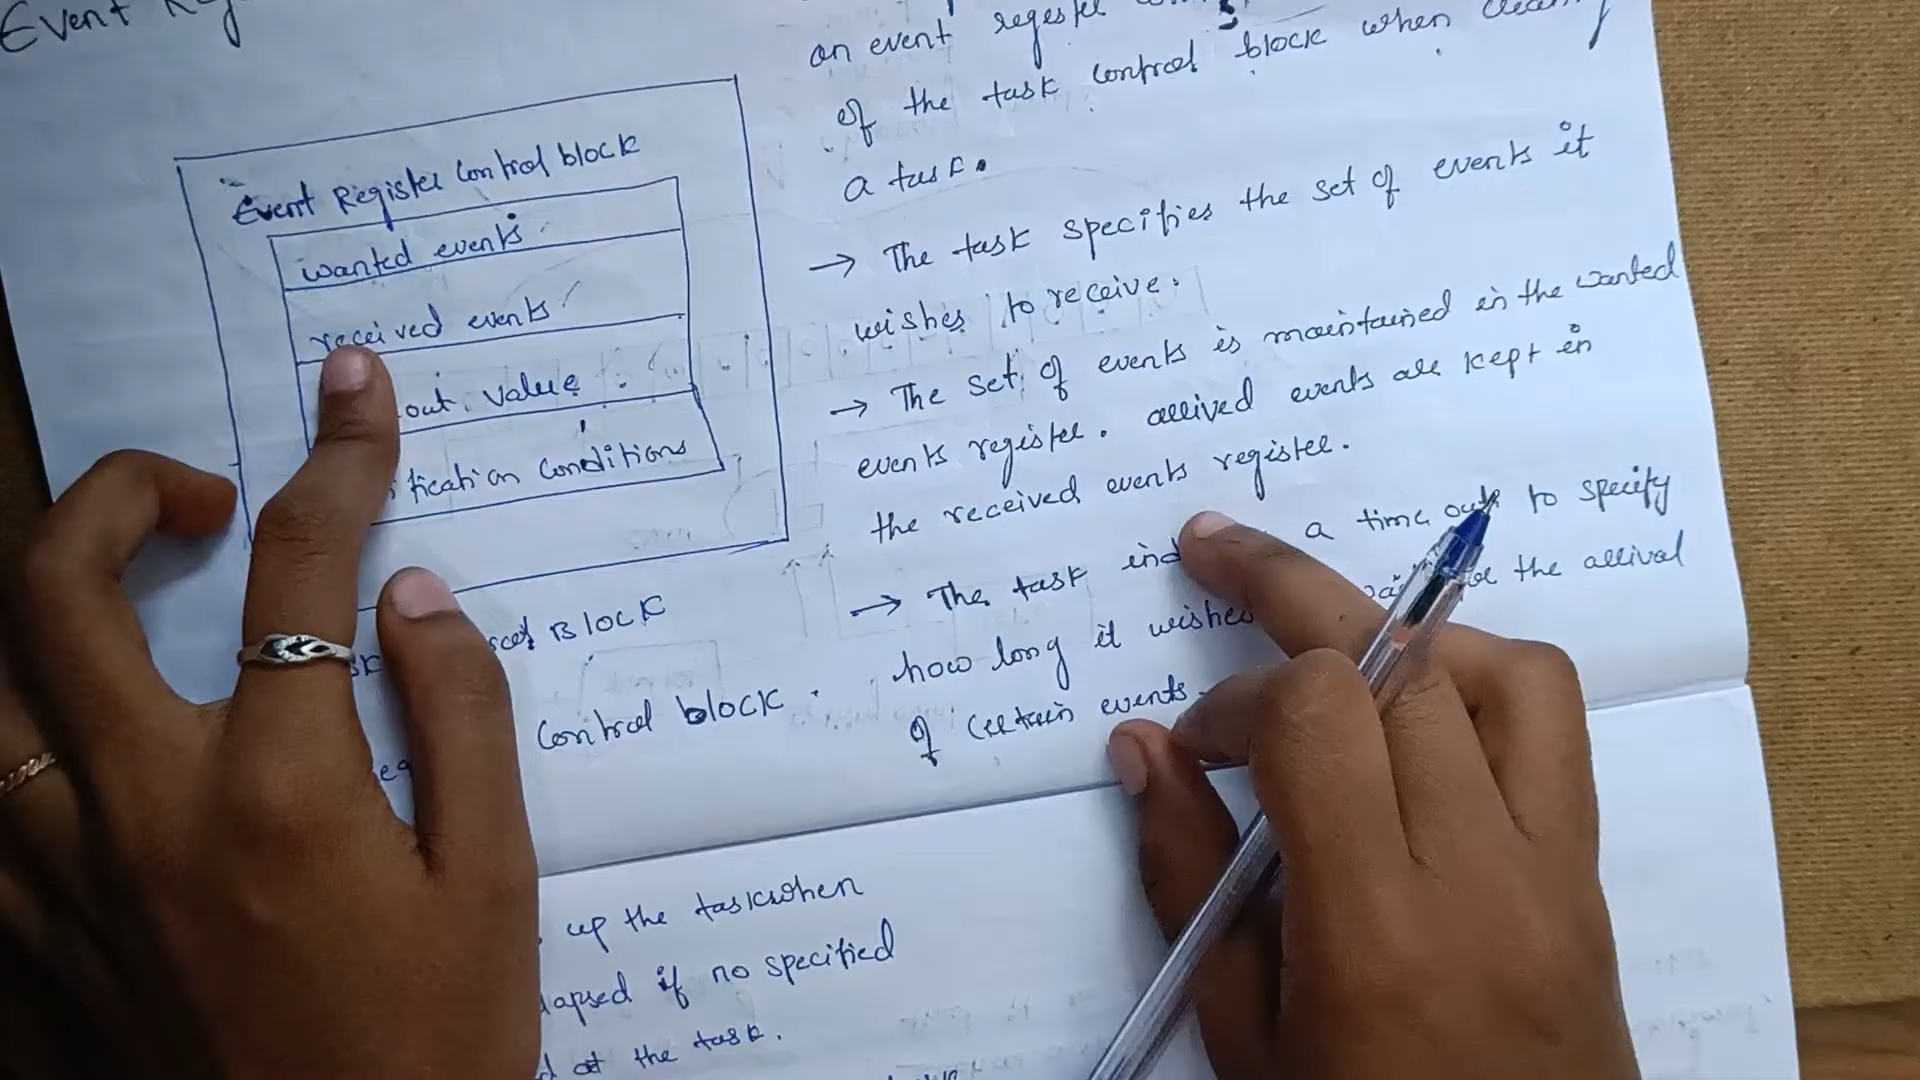 Event
Event Register Control block
wanted events
received events
out value
conditions
BLOCK
Control block.
an event register
of the task control block when
a task.
→ The task specifies the set of events it
wishes to receive.
→ The set of events is maintained in the wanted
events register. arrived events are kept in
the received events register.
→ The task a time out to specify
how long it wishes for the arrival
of certain events
up the task when
if no specified
at the task.